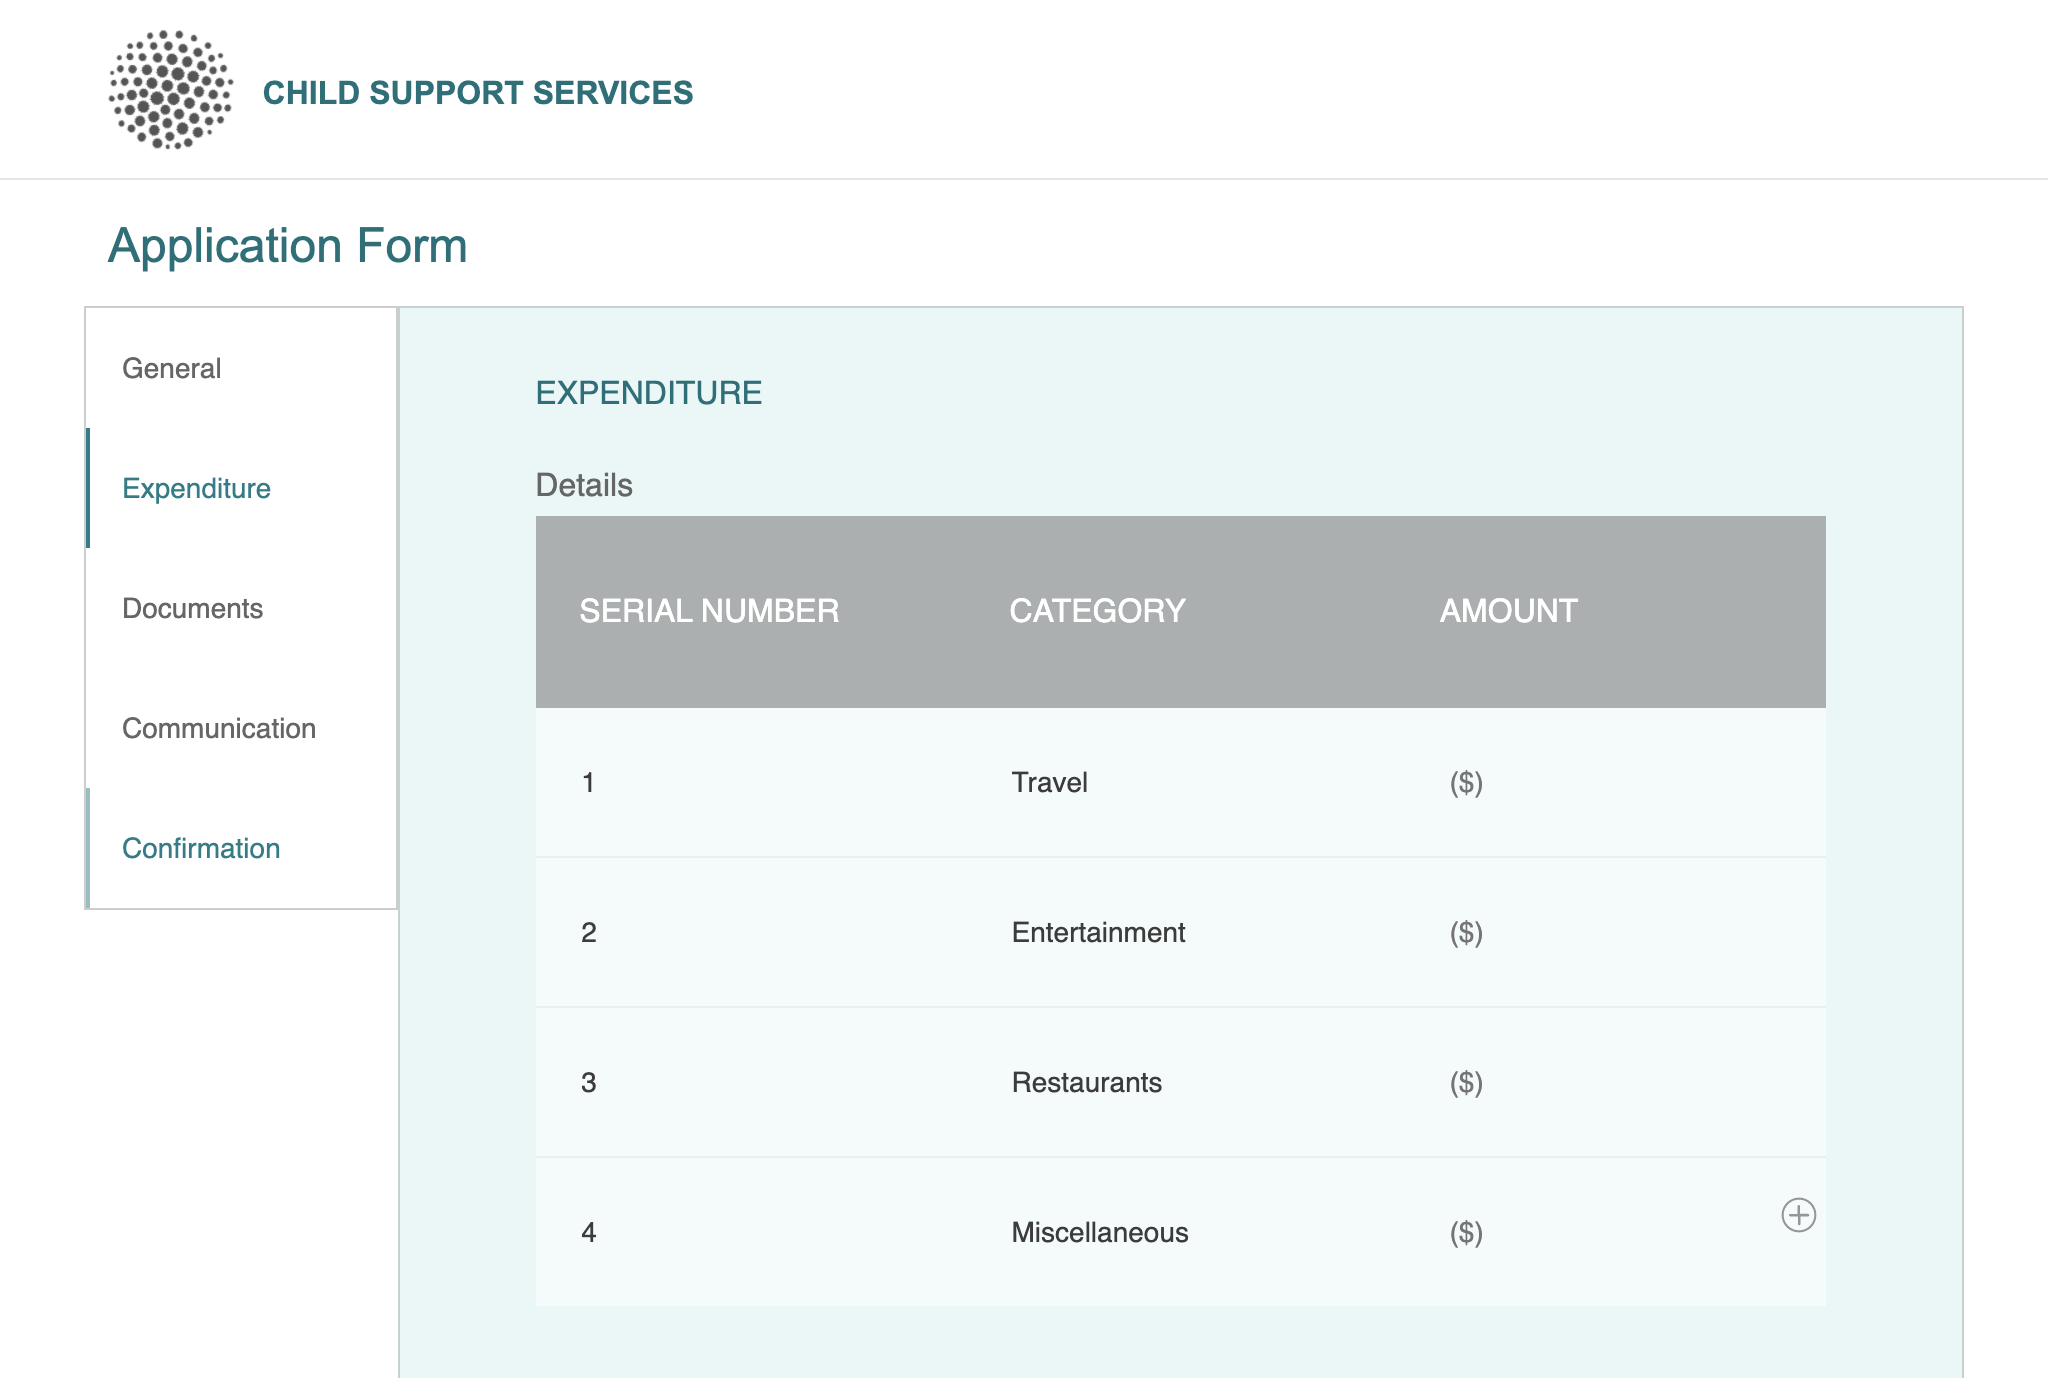 CHILD SUPPORT SERVICES
Application Form
General
Expenditure
Documents
Communication
Confirmation
EXPENDITURE
Details
SERIAL NUMBER CATEGORY AMOUNT
1 Travel ($)
2 Entertainment ($)
3 Restaurants ($)
4 Miscellaneous ($)